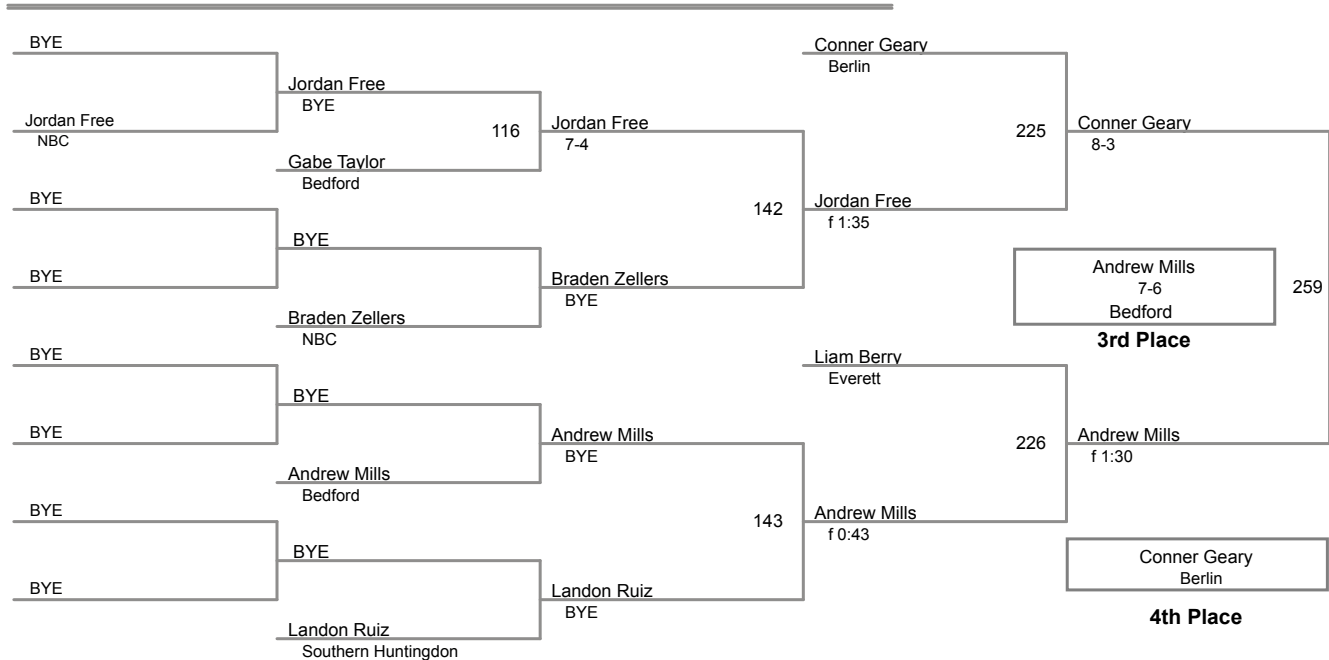 BYE
Jordan Free
NBC
BYE
BYE
BYE
BYE
BYE
BYE
Jordan Free
BYE
Gabe Taylor
Bedford
BYE
Braden Zellers
NBC
BYE
Andrew Mills
Bedford
BYE
Landon Ruiz
Southern Huntingdon
116
Jordan Free
7-4
Braden Zellers
BYE
Andrew Mills
BYE
Landon Ruiz
BYE
142
143
Conner Geary
Berlin
Jordan Free
f 1:35
Liam Berry
Everett
Andrew Mills
f 0:43
225
226
Conner Geary
8-3
Andrew Mills
f 1:30
Andrew Mills
7-6
Bedford
3rd Place
259
Conner Geary
Berlin
4th Place